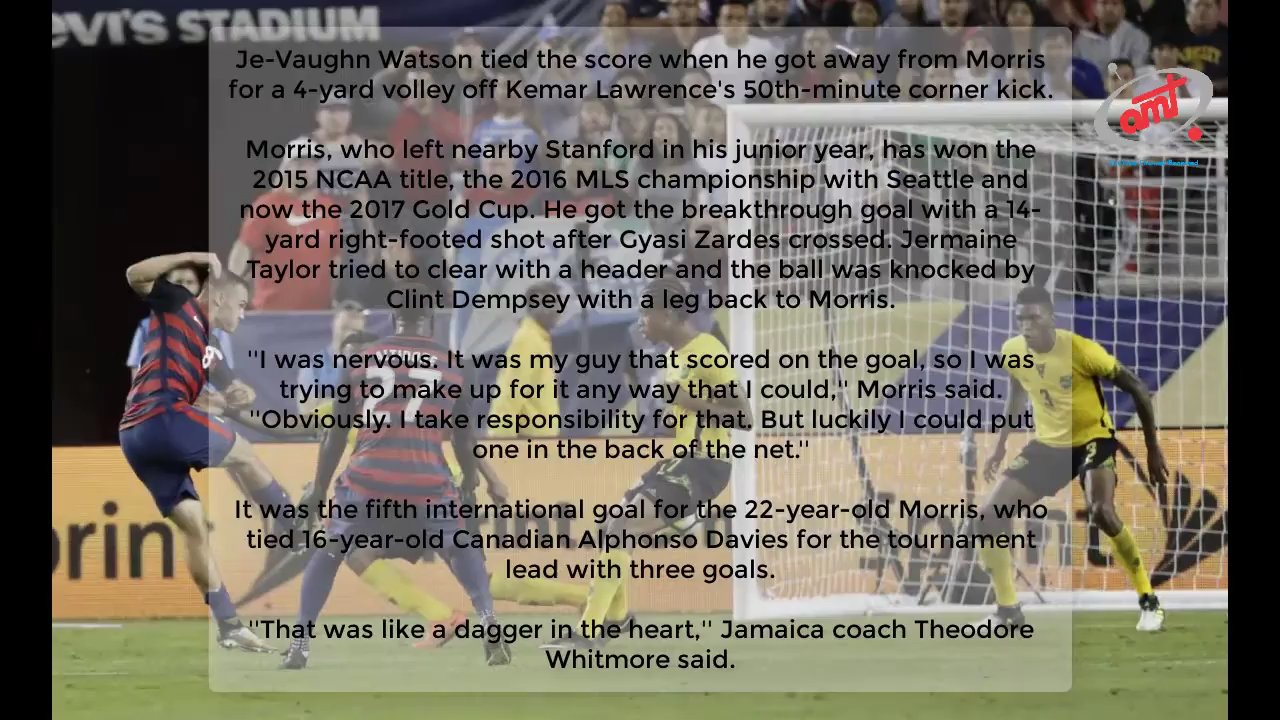 evi's STADIUM
Je-Vaughn Watson tied the score when he got away from Morris
for a 4-yard volley off Kemar Lawrence's 50th-minute corner kick.
amt
Morris, who left nearby Stanford in his junior year, has won the
2015 NCAA title, the 2016 MLS championship with Seattle and
now the 2017 Gold Cup. He got the breakthrough goal with a 14-
yard right-footed shot after Gyasi Zardes crossed. Jermaine
Taylor tried to clear with a header and the ball was knocked by
Clint Dempsey with a leg back to Morris.
''I was nervous. It was my guy that scored on the goal, so I was
trying to make up for it any way that I could,'' Morris said.
''Obviously. I take responsibility for that. But luckily I could put
one in the back of the net.''
It was the fifth international goal for the 22-year-old Morris, who
tied 16-year-old Canadian Alphonso Davies for the tournament
lead with three goals.
''That was like a dagger in the heart,'' Jamaica coach Theodore
Whitmore said.
8
3
3
print